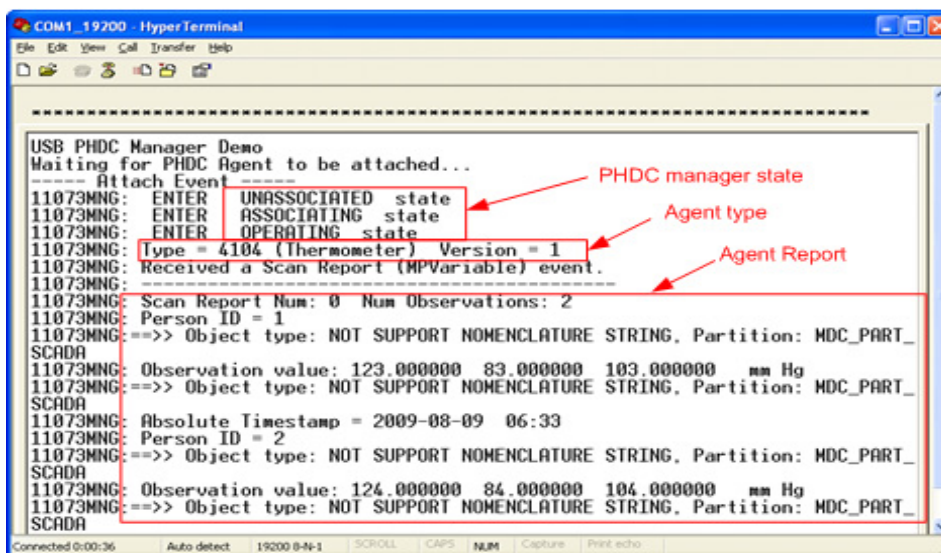 COM1_19200 - HyperTerminal
File Edit View Call Transfer Help
USB PHDC Manager Demo
Waiting for PHDC Agent to be attached...
----- Attach Event -----
11073MNG: ENTER UNASSOCIATED state
PHDC manager state
11073MNG: ENTER ASSOCIATING state
11073MNG: ENTER OPERATING state
Agent type
11073MNG: Type = 4104 (Thermometer) Version = 1
11073MNG: Received a Scan Report (MPVariable) event.
Agent Report
11073MNG: -------------------------------------------
11073MNG: Scan Report Num: 0 Num Observations: 2
11073MNG: Person ID = 1
11073MNG:==>> Object type: NOT SUPPORT NOMENCLATURE STRING, Partition: MDC_PART_
SCADA
11073MNG: Observation value: 123.000000 83.000000 103.000000 mm Hg
11073MNG:==>> Object type: NOT SUPPORT NOMENCLATURE STRING, Partition: MDC_PART_
SCADA
11073MNG: Absolute Timestamp = 2009-08-09 06:33
11073MNG: Person ID = 2
11073MNG:==>> Object type: NOT SUPPORT NOMENCLATURE STRING, Partition: MDC_PART_
SCADA
11073MNG: Observation value: 124.000000 84.000000 104.000000 mm Hg
11073MNG:==>> Object type: NOT SUPPORT NOMENCLATURE STRING, Partition: MDC_PART_
SCADA
Connected 0:00:36 Auto detect 19200 8-N-1 SCROLL CAPS NUM Capture Print echo